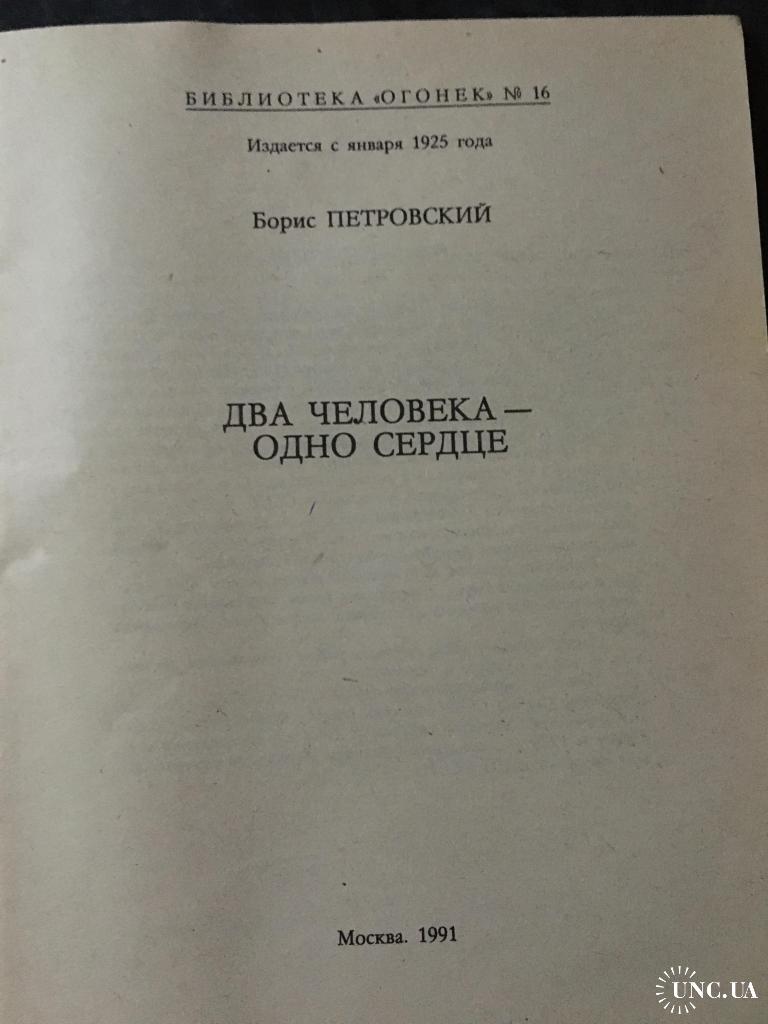 БИБЛИОТЕКА «ОГОНЕК» № 16
Издается с января 1925 года
Борис ПЕТРОВСКИЙ
ДВА ЧЕЛОВЕКА —
ОДНО СЕРДЦЕ
Москва. 1991
UNC.UA